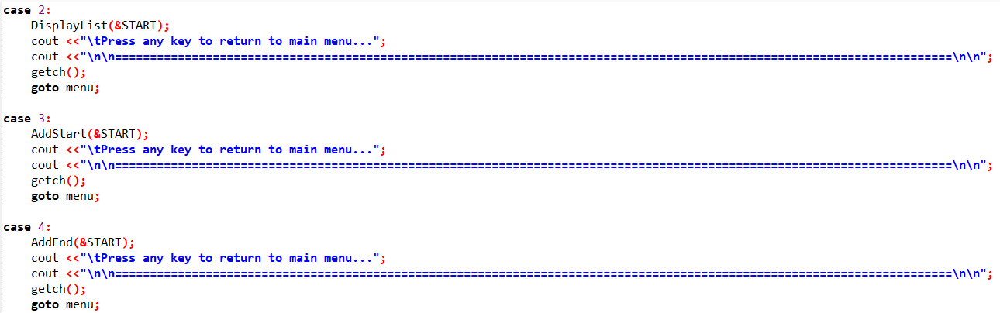 case 2:
    DisplayList(&START);
    cout <<"\tPress any key to return to main menu...";
    cout <<"\n\n========================================================================================================================\n\n";
    getch();
    goto menu;

case 3:
    AddStart(&START);
    cout <<"\tPress any key to return to main menu...";
    cout <<"\n\n========================================================================================================================\n\n";
    getch();
    goto menu;

case 4:
    AddEnd(&START);
    cout <<"\tPress any key to return to main menu...";
    cout <<"\n\n========================================================================================================================\n\n";
    getch();
    goto menu;